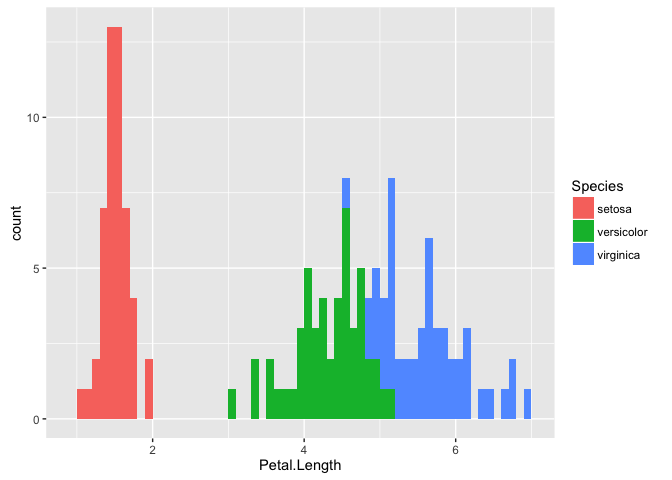 10
5
0
count
2
4
6
Petal.Length
Species
setosa
versicolor
virginica